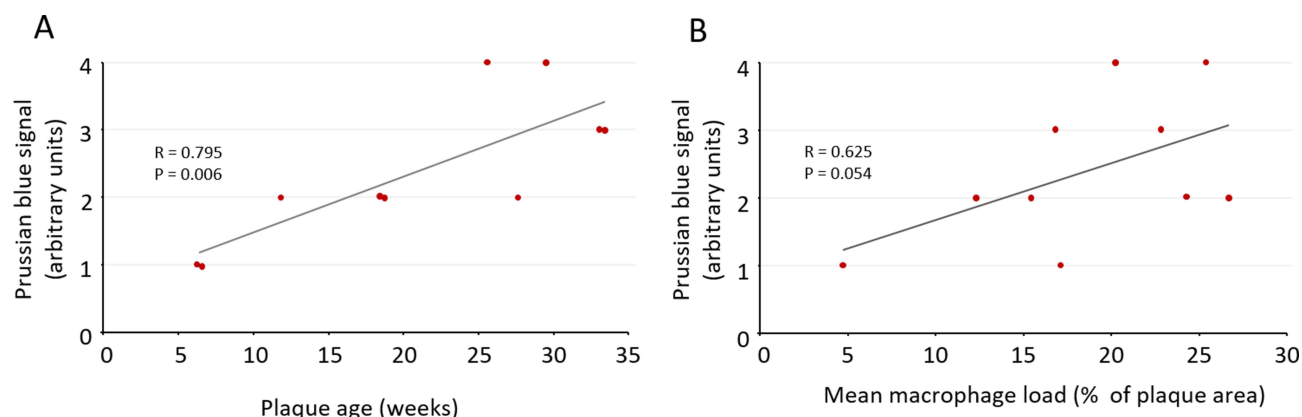 A
Prussian blue signal
(arbitrary units)
4
3
2
1
0
R = 0.795
P = 0.006
0 5 10 15 20 25 30 35
Plaque age (weeks)
B
Prussian blue signal
(arbitrary units)
4
3
2
1
0
R = 0.625
P = 0.054
0 5 10 15 20 25 30
Mean macrophage load (% of plaque area)